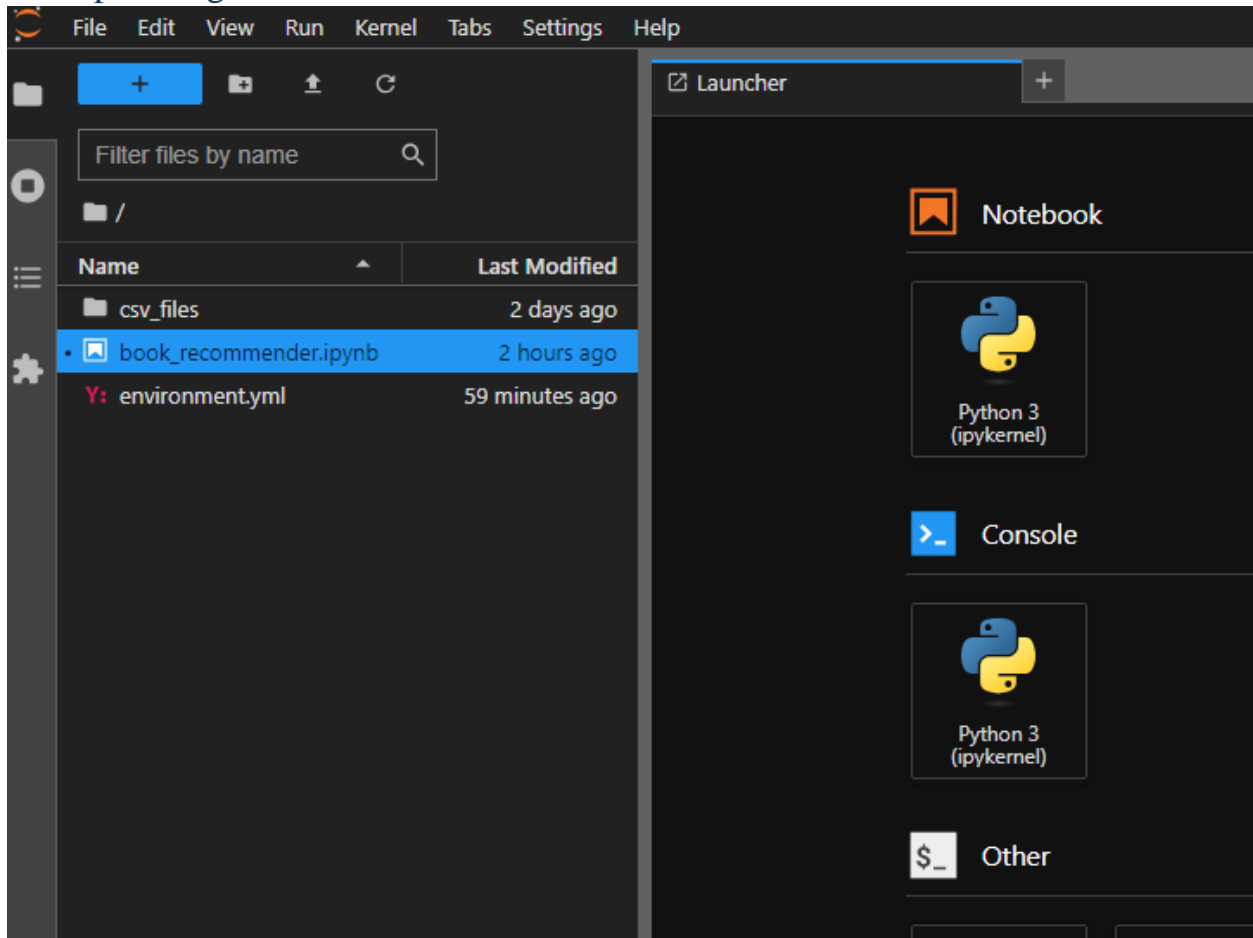 File Edit View Run Kernel Tabs Settings Help
+
Launcher
+
Filter files by name
/
Name Last Modified
csv_files 2 days ago
book_recommender.ipynb 2 hours ago
Y: environment.yml 59 minutes ago
Notebook
Python 3
(ipykernel)
>_ Console
Python 3
(ipykernel)
$_ Other